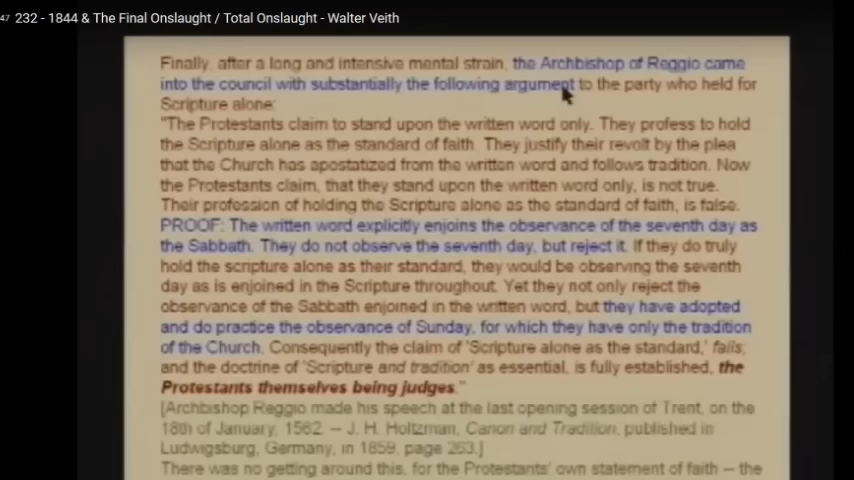 47 232 - 1844 & The Final Onslaught / Total Onslaught - Walter Veith
Finally, after a long and intensive mental strain, the Archbishop of Reggio came
into the council with substantially the following argument to the party who held for
Scripture alone:
"The Protestants claim to stand upon the written word only. They profess to hold
the Scripture alone as the standard of faith. They justify their revolt by the plea
that the Church has apostatized from the written word and follows tradition. Now
the Protestants claim, that they stand upon the written word only, is not true.
Their profession of holding the Scripture alone as the standard of faith, is false.
PROOF: The written word explicitly enjoins the observance of the seventh day as
the Sabbath. They do not observe the seventh day, but reject it. If they do truly
hold the scripture alone as their standard, they would be observing the seventh
day as is enjoined in the Scripture throughout. Yet they not only reject the
observance of the Sabbath enjoined in the written word, but they have adopted
and do practice the observance of Sunday, for which they have only the tradition
of the Church. Consequently the claim of 'Scripture alone as the standard,' fails;
and the doctrine of 'Scripture and tradition' as essential, is fully established, the
Protestants themselves being judges."
[Archbishop Reggio made his speech at the last opening session of Trent, on the
18th of January, 1562. -- J. H. Holtzman, Canon and Tradition, published in
Ludwigsburg, Germany, in 1859, page 263.]
There was no getting around this, for the Protestants' own statement of faith -- the